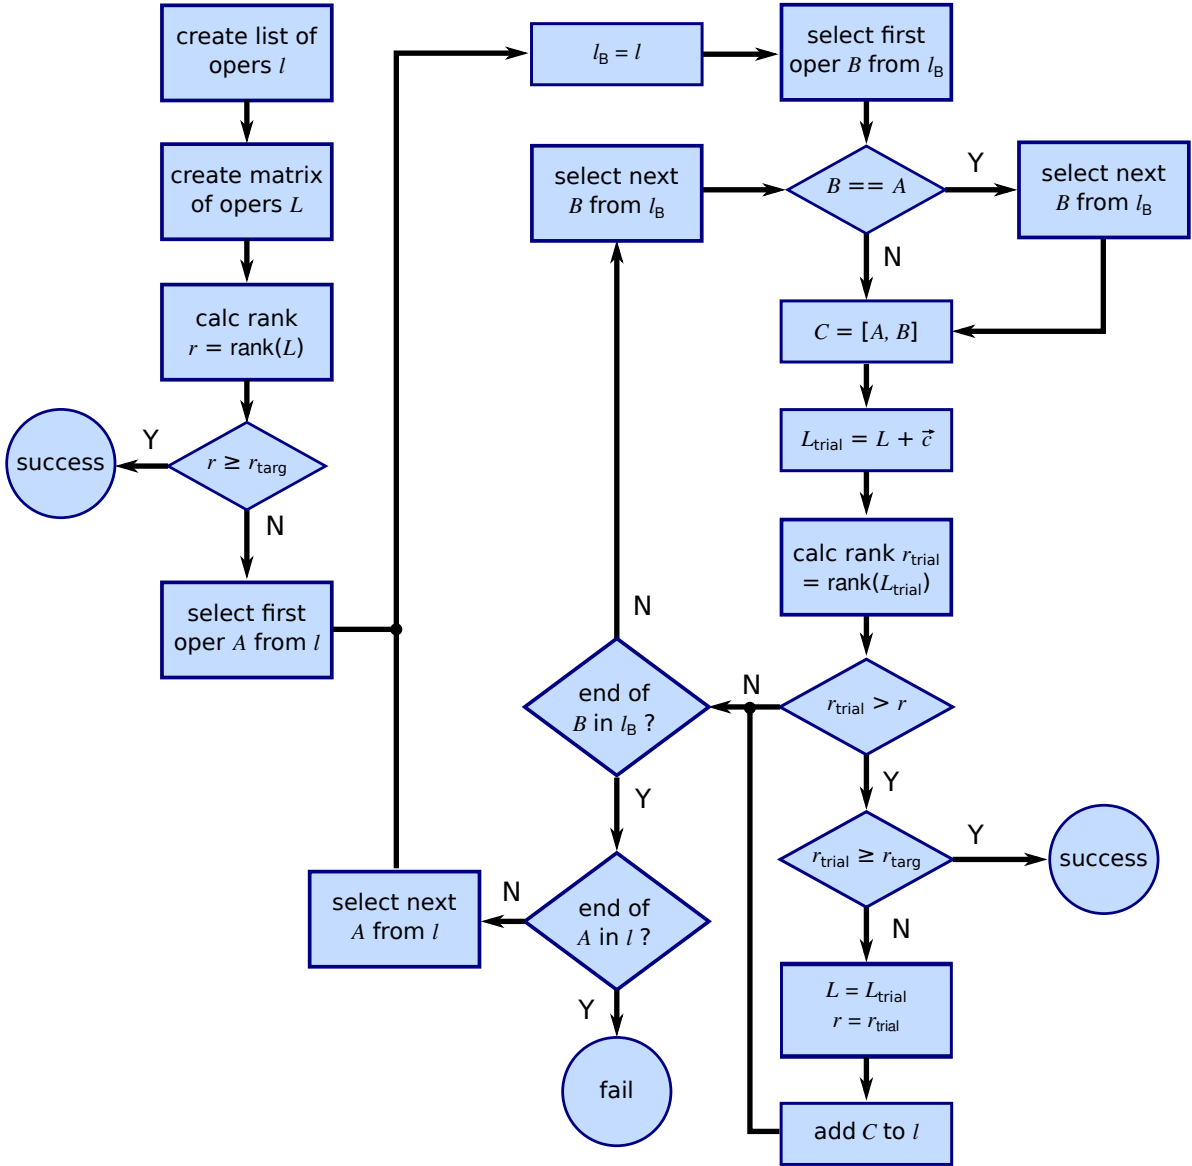 create list of
opers l
create matrix
of opers L
calc rank
r = rank(L)
r ≥ r_targ
Y
success
N
select first
oper A from l
l_B = l
select first
oper B from l_B
select next
B from l_B
B == A
Y
select next
B from l_B
N
C = [A, B]
L_trial = L + c⃗
calc rank r_trial
= rank(L_trial)
r_trial > r
N
end of
B in l_B ?
N
Y
Y
r_trial ≥ r_targ
Y
success
N
end of
A in l ?
N
select next
A from l
Y
fail
L = L_trial
r = r_trial
add C to l